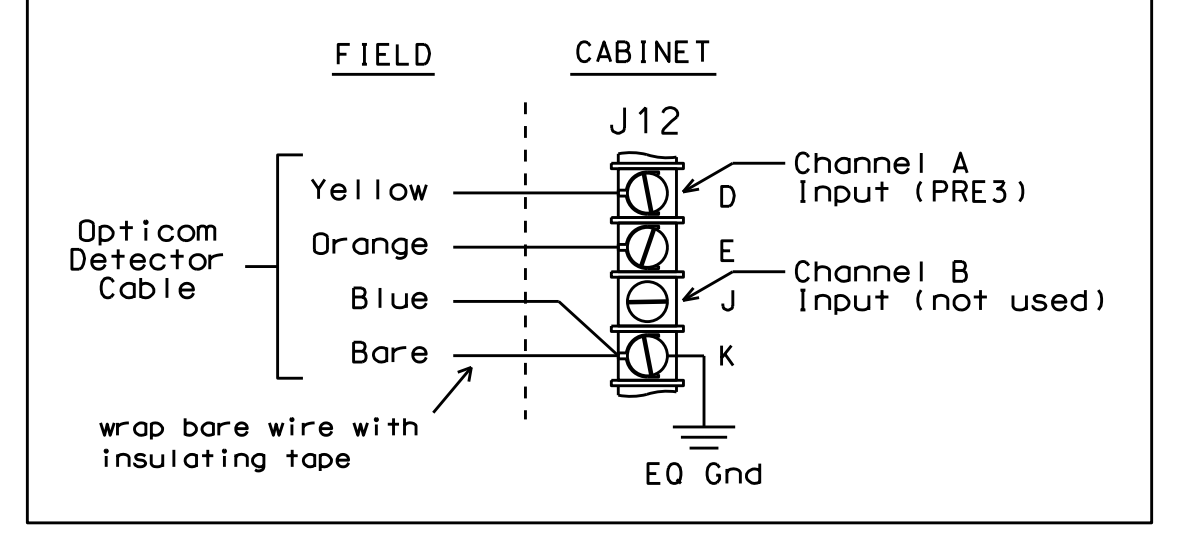 FIELD
CABINET
J12
Channel A
Input (PRE3)
Yellow
D
Opticom
Detector
Cable
Orange
E
Channel B
Input (not used)
Blue
J
Bare
K
wrap bare wire with
insulating tape
EQ Gnd